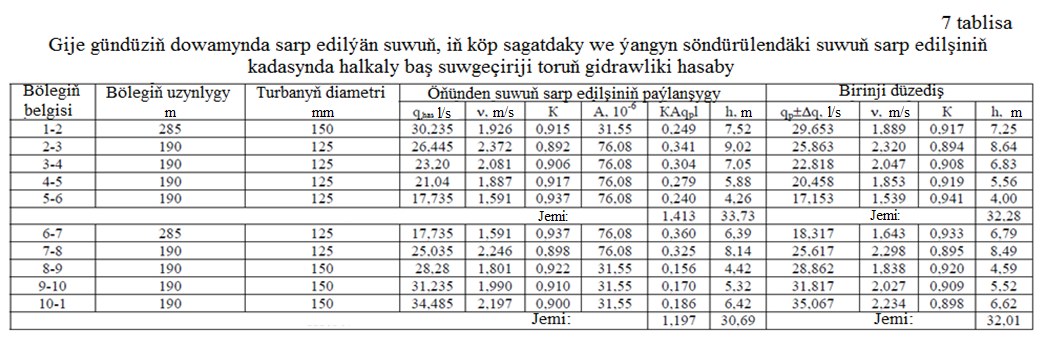 7 tablisa
Gije gündüziň dowamynda sarp edilýän suwuň, iň köp sagatdaky we ýangyn söndürülendäki suwuň sarp edilşiniň
kadasynda halkaly baş suwgeçiriji toruň gidrawliki hasaby
Bölegiň belgisi Bölegiň uzynlygy m Turbanyň diametri mm Öňünden suwuň sarp edilşiniň paýlanşygy Birinji düzediş
l/s v. m/s K A. 10⁻⁶ KAqₚl h. m qₚ±Δq. l/s v. m/s K h. m
1-2 285 150 30.235 1.926 0.915 31.55 0.249 7.52 29.653 1.889 0.917 7.25
2-3 190 125 26.445 2.372 0.892 76.08 0.341 9.02 25.863 2.320 0.894 8.64
3-4 190 125 23.20 2.081 0.906 76.08 0.304 7.05 22.818 2.047 0.908 6.83
4-5 190 125 21.04 1.887 0.917 76.08 0.279 5.88 20.458 1.853 0.919 5.56
5-6 190 125 17.735 1.591 0.937 76.08 0.240 4.26 17.153 1.539 0.941 4.00
Jemi: 1.413 33.73 Jemi: 32.28
6-7 285 125 17.735 1.591 0.937 76.08 0.360 6.39 18.317 1.643 0.933 6.79
7-8 190 125 25.035 2.246 0.898 76.08 0.325 8.14 25.617 2.298 0.895 8.49
8-9 190 150 28.28 1.801 0.922 31.55 0.156 4.42 28.862 1.838 0.920 4.59
9-10 190 150 31.235 1.990 0.910 31.55 0.170 5.32 31.817 2.027 0.909 5.52
10-1 190 150 34.485 2.197 0.900 31.55 0.186 6.42 35.067 2.234 0.898 6.62
Jemi: 1.197 30.69 Jemi: 32.01